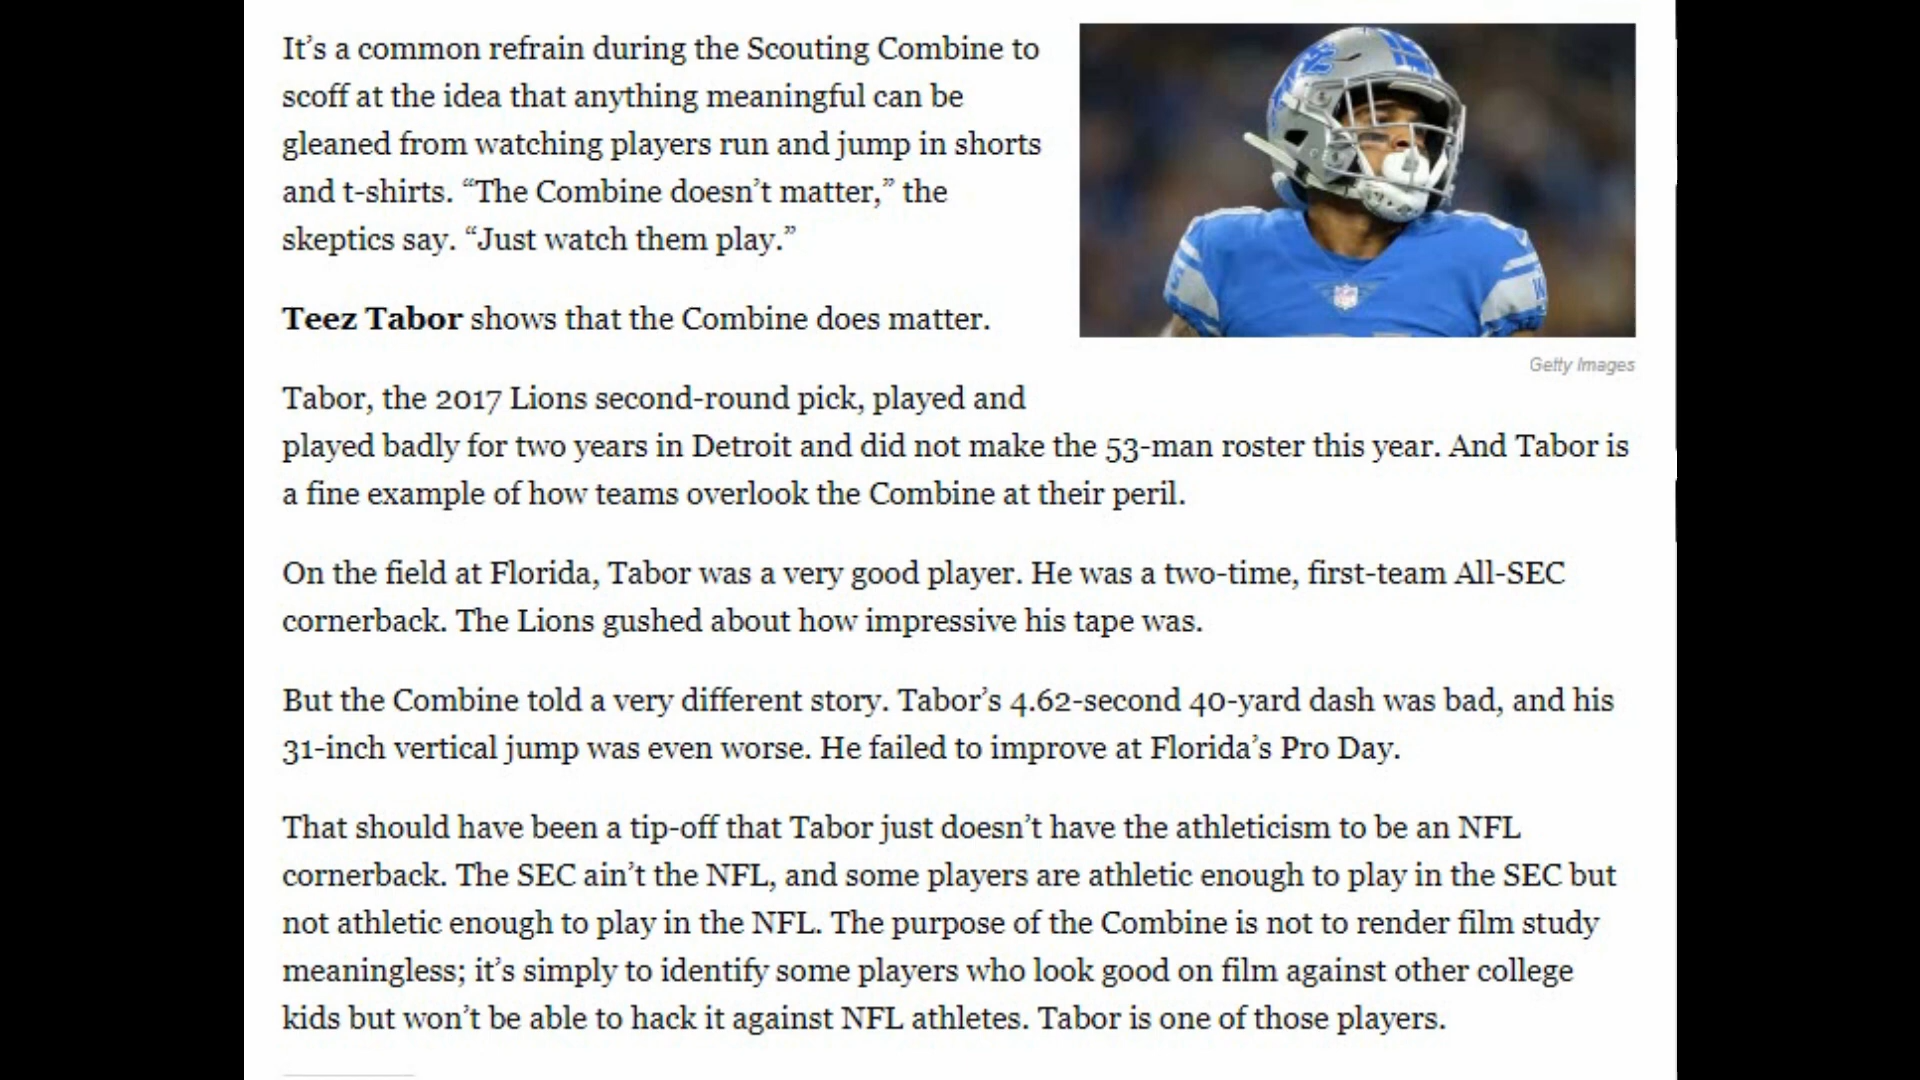 It’s a common refrain during the Scouting Combine to
scoff at the idea that anything meaningful can be
gleaned from watching players run and jump in shorts
and t-shirts. “The Combine doesn’t matter,” the
skeptics say. “Just watch them play.”
Teez Tabor shows that the Combine does matter.
Getty Images
Tabor, the 2017 Lions second-round pick, played and
played badly for two years in Detroit and did not make the 53-man roster this year. And Tabor is
a fine example of how teams overlook the Combine at their peril.
On the field at Florida, Tabor was a very good player. He was a two-time, first-team All-SEC
cornerback. The Lions gushed about how impressive his tape was.
But the Combine told a very different story. Tabor’s 4.62-second 40-yard dash was bad, and his
31-inch vertical jump was even worse. He failed to improve at Florida’s Pro Day.
That should have been a tip-off that Tabor just doesn’t have the athleticism to be an NFL
cornerback. The SEC ain’t the NFL, and some players are athletic enough to play in the SEC but
not athletic enough to play in the NFL. The purpose of the Combine is not to render film study
meaningless; it’s simply to identify some players who look good on film against other college
kids but won’t be able to hack it against NFL athletes. Tabor is one of those players.